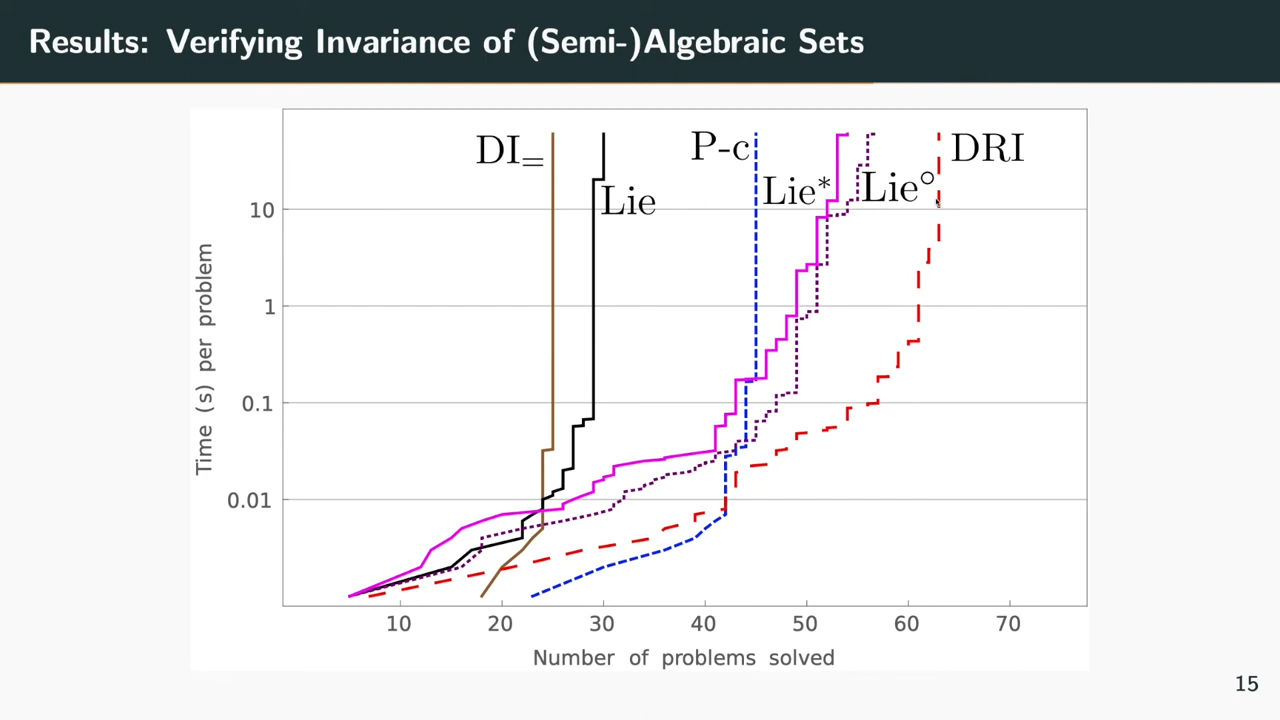 Results: Verifying Invariance of (Semi-)Algebraic Sets
DI=
Lie
P-c
Lie*
Lie°
DRI
10
1
0.1
0.01
Time (s) per problem
10 20 30 40 50 60 70
Number of problems solved
15